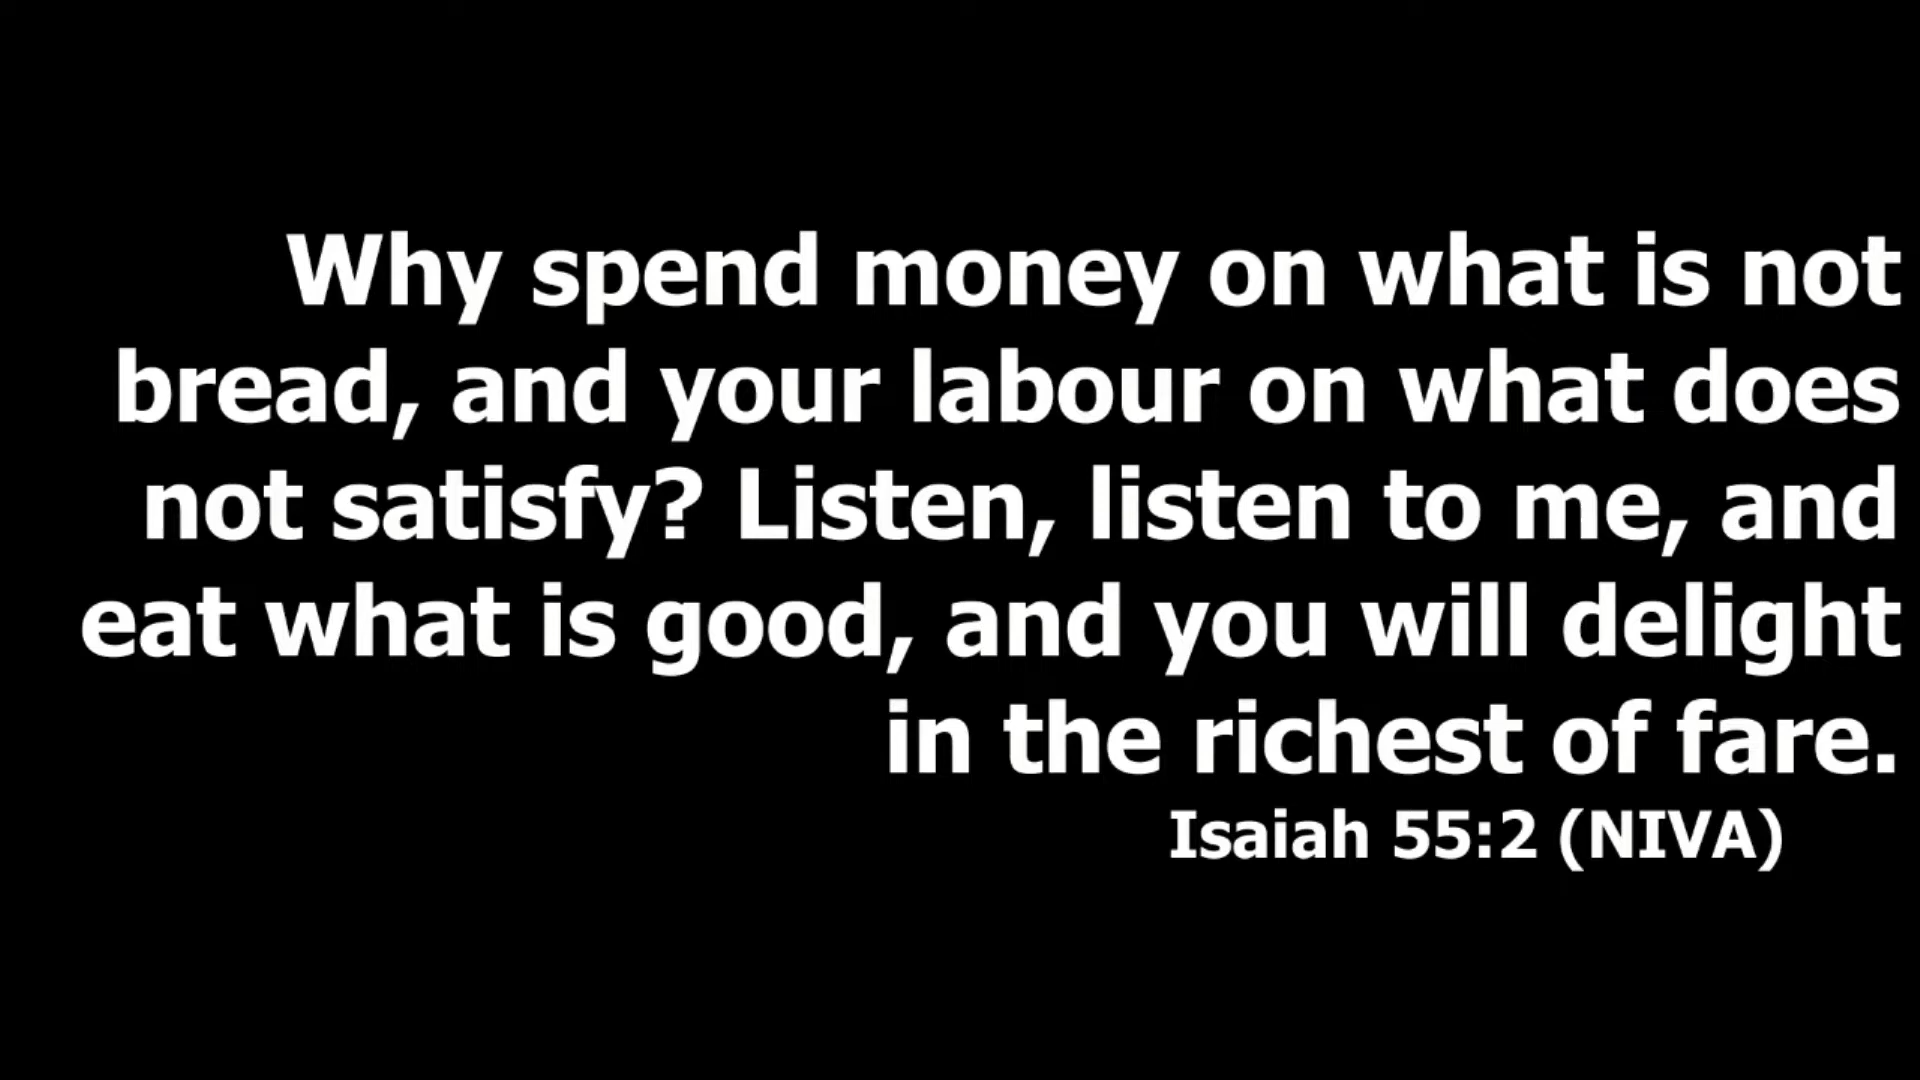 Why spend money on what is not
bread, and your labour on what does
not satisfy? Listen, listen to me, and
eat what is good, and you will delight
in the richest of fare.
Isaiah 55:2 (NIVA)